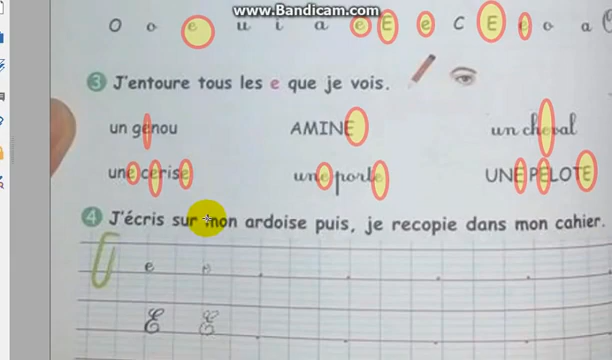 www.Bandicam.com
O o e u i a e E e C E e o a
3 J'entoure tous les e que je vois.
un genou AMINE un cheval
une cerise une porte UNE PELOTE
4 J'écris sur mon ardoise puis, je recopie dans mon cahier.
e e
E E